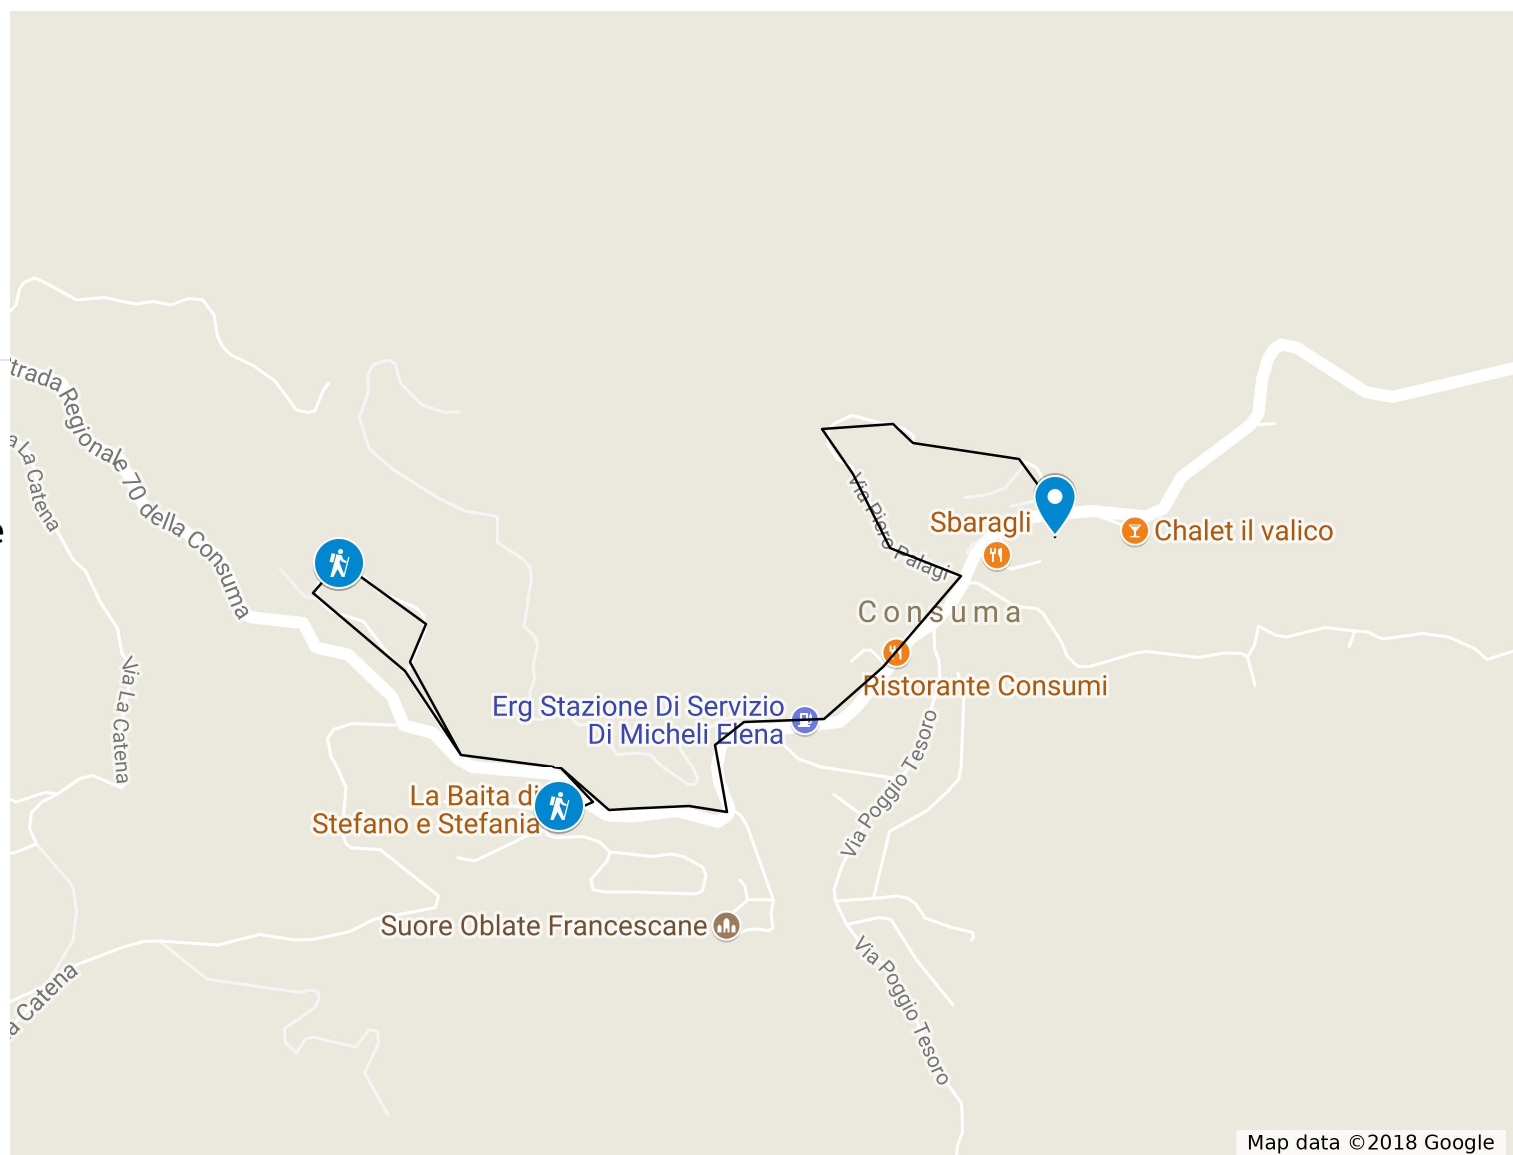 Strada Regionale 70 della Consuma
La Catena
Via Piero Palagi
Sbaragli
Chalet il valico
Consuma
Ristorante Consumi
Via La Catena
Erg Stazione Di Servizio
Di Micheli Elena
Via Poggio Tesoro
La Baita di
Stefano e Stefania
Suore Oblate Francescane
Via Poggio Tesoro
a Catena
Map data ©2018 Google